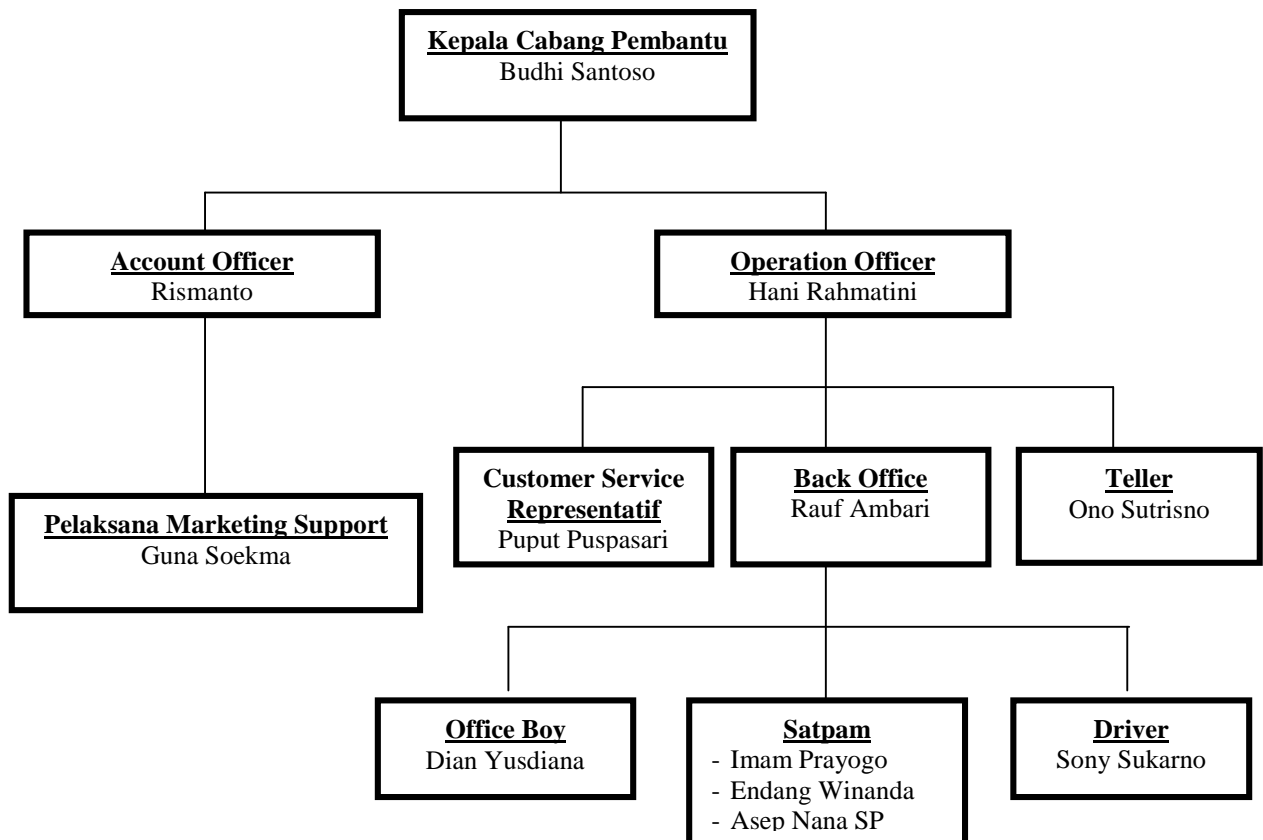 Kepala Cabang Pembantu
Budhi Santoso
Account Officer
Rismanto
Operation Officer
Hani Rahmatini
Customer Service
Representatif
Puput Puspasari
Back Office
Rauf Ambari
Teller
Ono Sutrisno
Pelaksana Marketing Support
Guna Soekma
Office Boy
Dian Yusdiana
Satpam
- Imam Prayogo
- Endang Winanda
- Asep Nana SP
Driver
Sony Sukarno